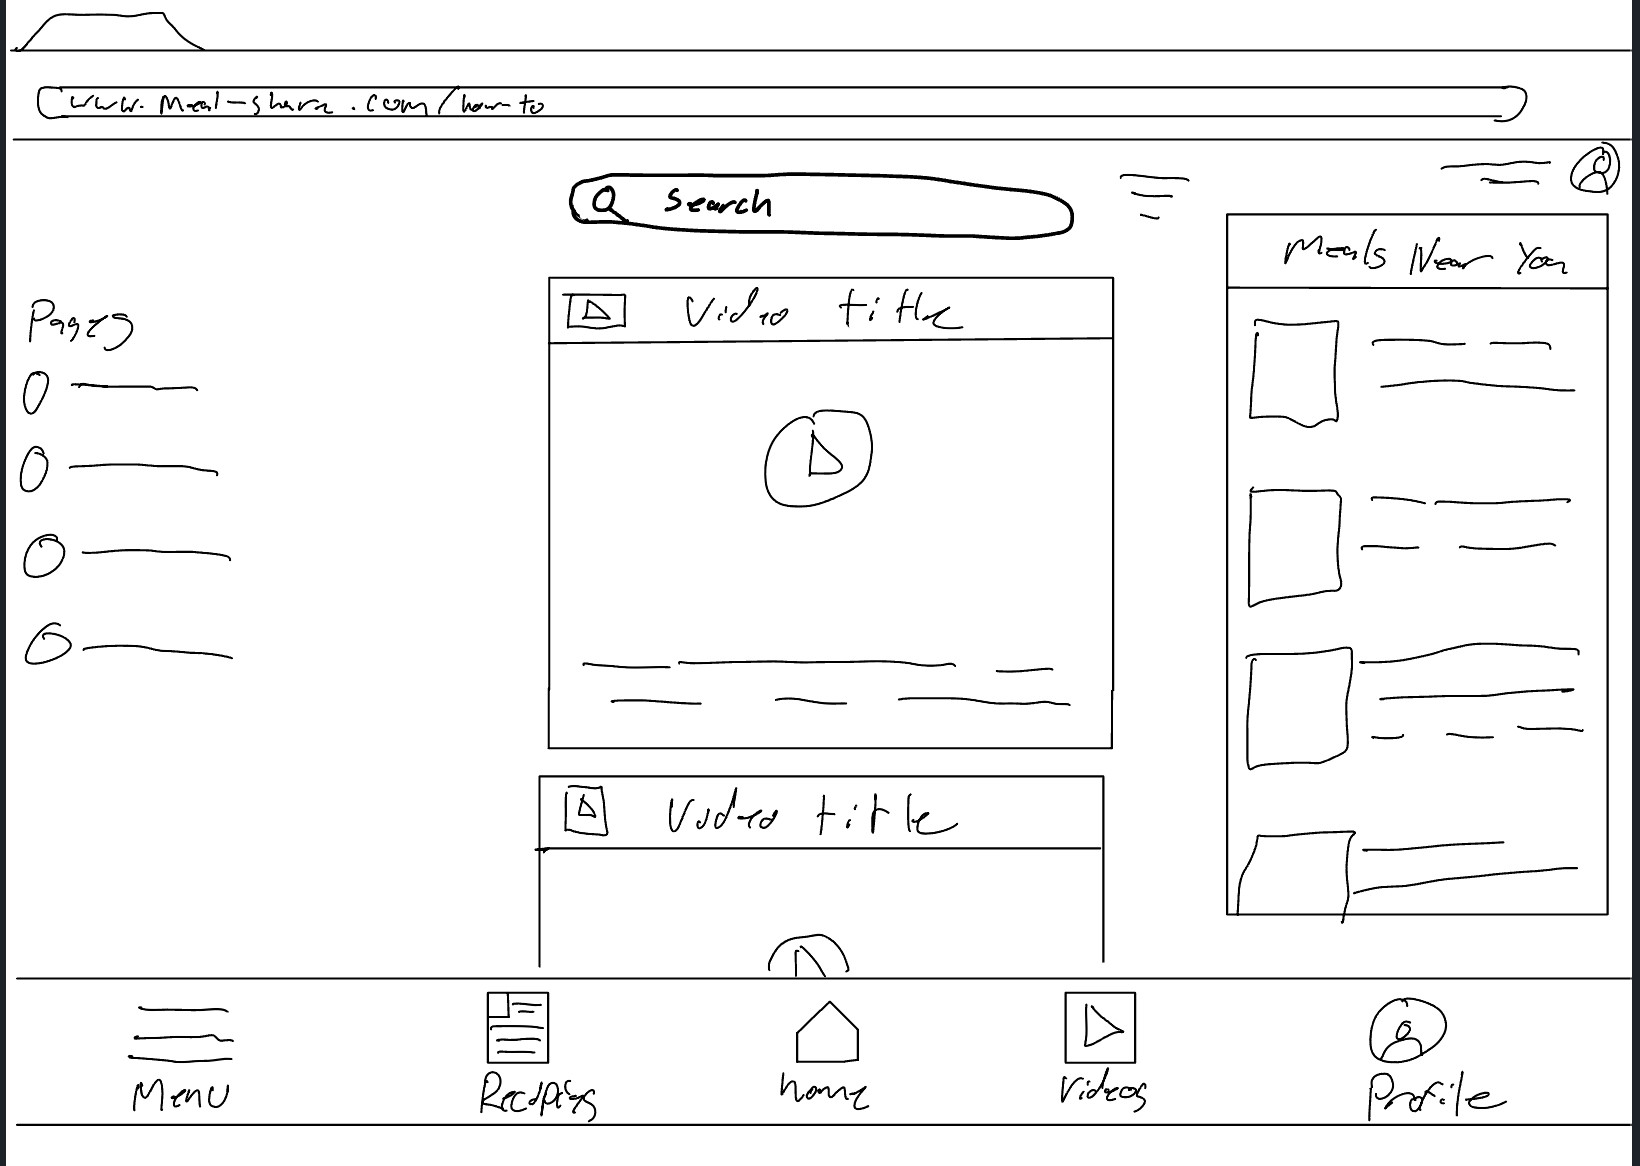 www.meal-share.com/how-to
Search
Meals Near You
Pages
Video title
Video title
Menu
Recipies
home
Videos
Profile